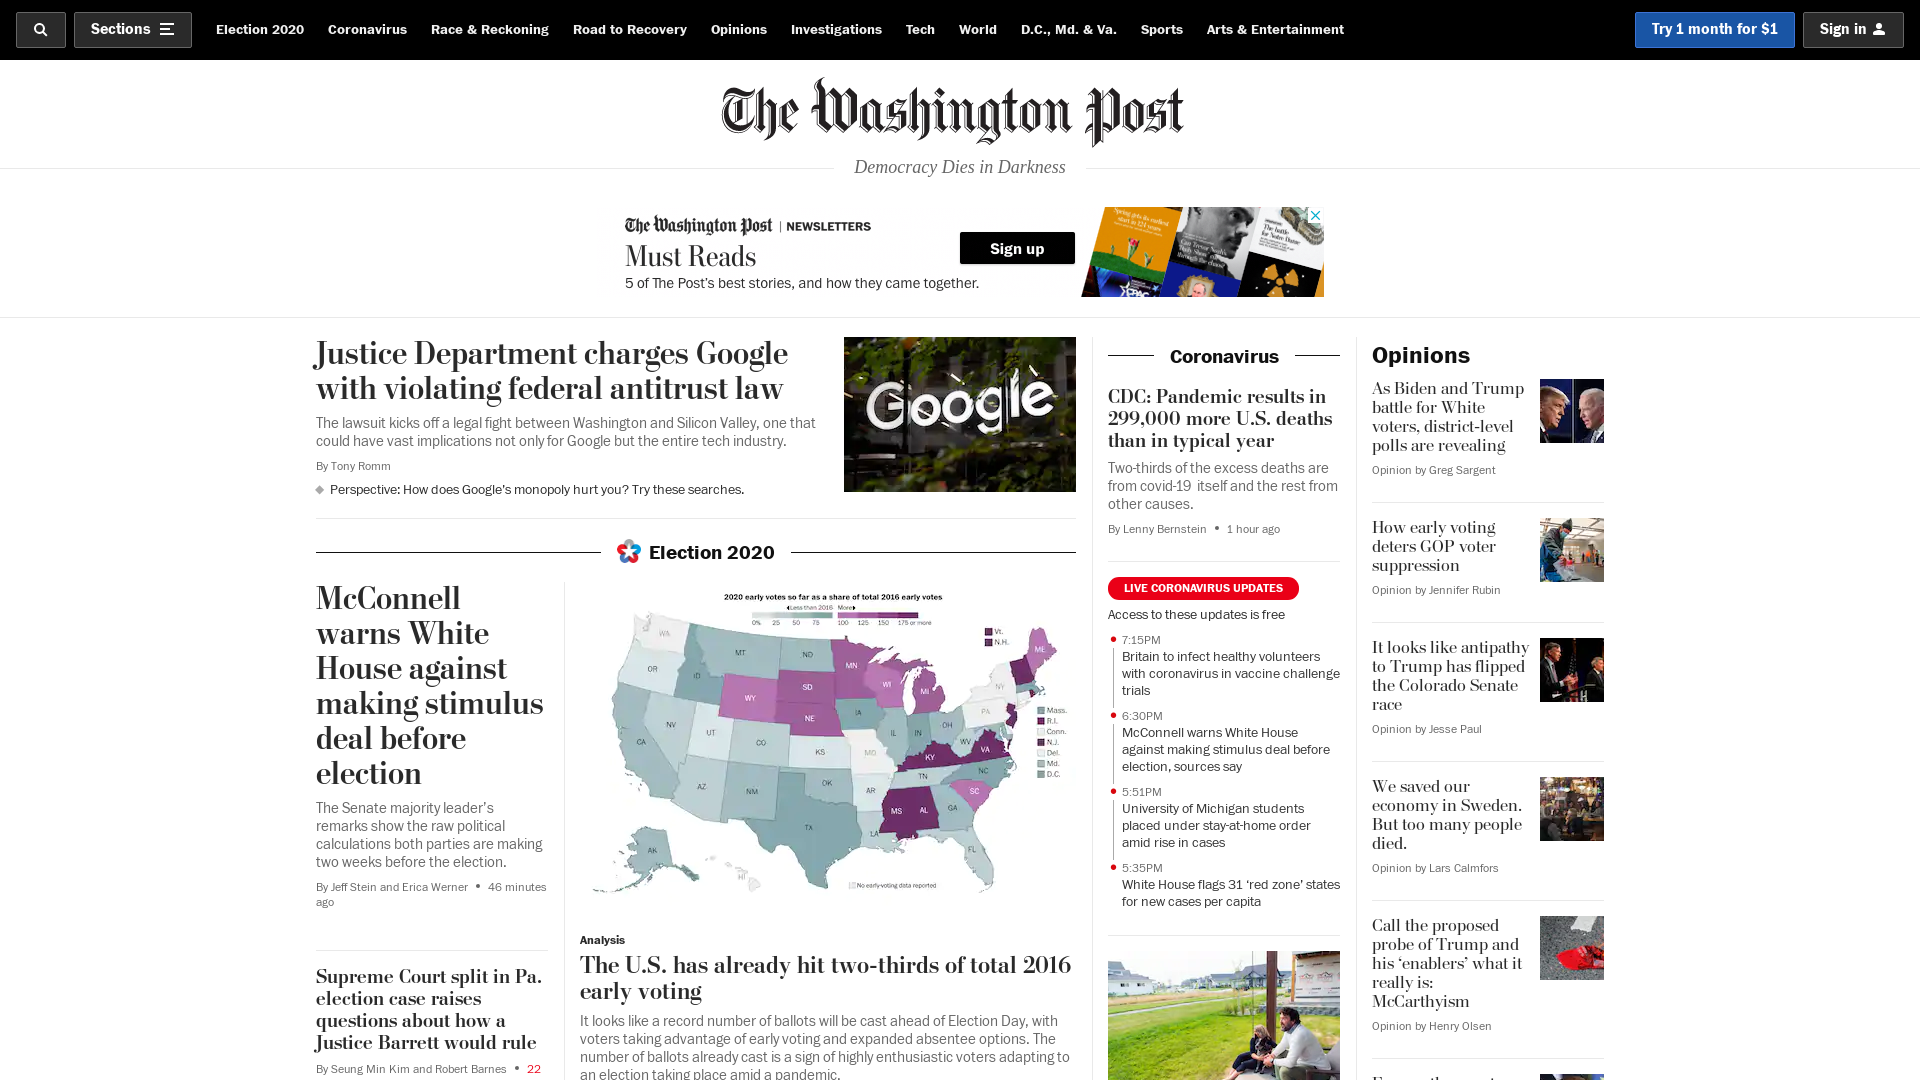 Sections
Election 2020
Coronavirus
Race & Reckoning
Road to Recovery
Opinions
Investigations
Tech
World
D.C., Md. & Va.
Sports
Arts & Entertainment
Try 1 month for $1
Sign in
The Washington Post
Democracy Dies in Darkness
The Washington Post | NEWSLETTERS
Must Reads
5 of The Post's best stories, and how they came together.
Sign up
Justice Department charges Google
with violating federal antitrust law
The lawsuit kicks off a legal fight between Washington and Silicon Valley, one that
could have vast implications not only for Google but the entire tech industry.
By Tony Romm
Perspective: How does Google's monopoly hurt you? Try these searches.
Google
Election 2020
McConnell
warns White
House against
making stimulus
deal before
election
The Senate majority leader's
remarks show the raw political
calculations both parties are making
two weeks before the election.
By Jeff Stein and Erica Werner • 46 minutes
ago
Supreme Court split in Pa.
election case raises
questions about how a
Justice Barrett would rule
By Seung Min Kim and Robert Barnes • 22
2020 early votes so far as a share of total 2016 early votes
Less than 2016 More
0% 25 50 75 100 125 150 175 or more
WA
OR
CA
NV
ID
MT
WY
UT
AZ
CO
NM
ND
SD
NE
KS
OK
TX
MN
IA
MO
AR
LA
WI
IL
MI
IN
OH
KY
TN
MS
AL
GA
FL
SC
NC
VA
WV
PA
NY
ME
AK
HI
Vt.
N.H.
Mass.
R.I.
Conn.
N.J.
Del.
Md.
D.C.
No early-voting data reported
Analysis
The U.S. has already hit two-thirds of total 2016
early voting
It looks like a record number of ballots will be cast ahead of Election Day, with
voters taking advantage of early voting and expanded absentee options. The
number of ballots already cast is a sign of highly enthusiastic voters adapting to
an election taking place amid a pandemic.
Coronavirus
CDC: Pandemic results in
299,000 more U.S. deaths
than in typical year
Two-thirds of the excess deaths are
from covid-19 itself and the rest from
other causes.
By Lenny Bernstein • 1 hour ago
LIVE CORONAVIRUS UPDATES
Access to these updates is free
7:15PM
Britain to infect healthy volunteers
with coronavirus in vaccine challenge
trials
6:30PM
McConnell warns White House
against making stimulus deal before
election, sources say
5:51PM
University of Michigan students
placed under stay-at-home order
amid rise in cases
5:35PM
White House flags 31 ‘red zone’ states
for new cases per capita
Opinions
As Biden and Trump
battle for White
voters, district-level
polls are revealing
Opinion by Greg Sargent
How early voting
deters GOP voter
suppression
Opinion by Jennifer Rubin
It looks like antipathy
to Trump has flipped
the Colorado Senate
race
Opinion by Jesse Paul
We saved our
economy in Sweden.
But too many people
died.
Opinion by Lars Calmfors
Call the proposed
probe of Trump and
his ‘enablers’ what it
really is:
McCarthyism
Opinion by Henry Olsen